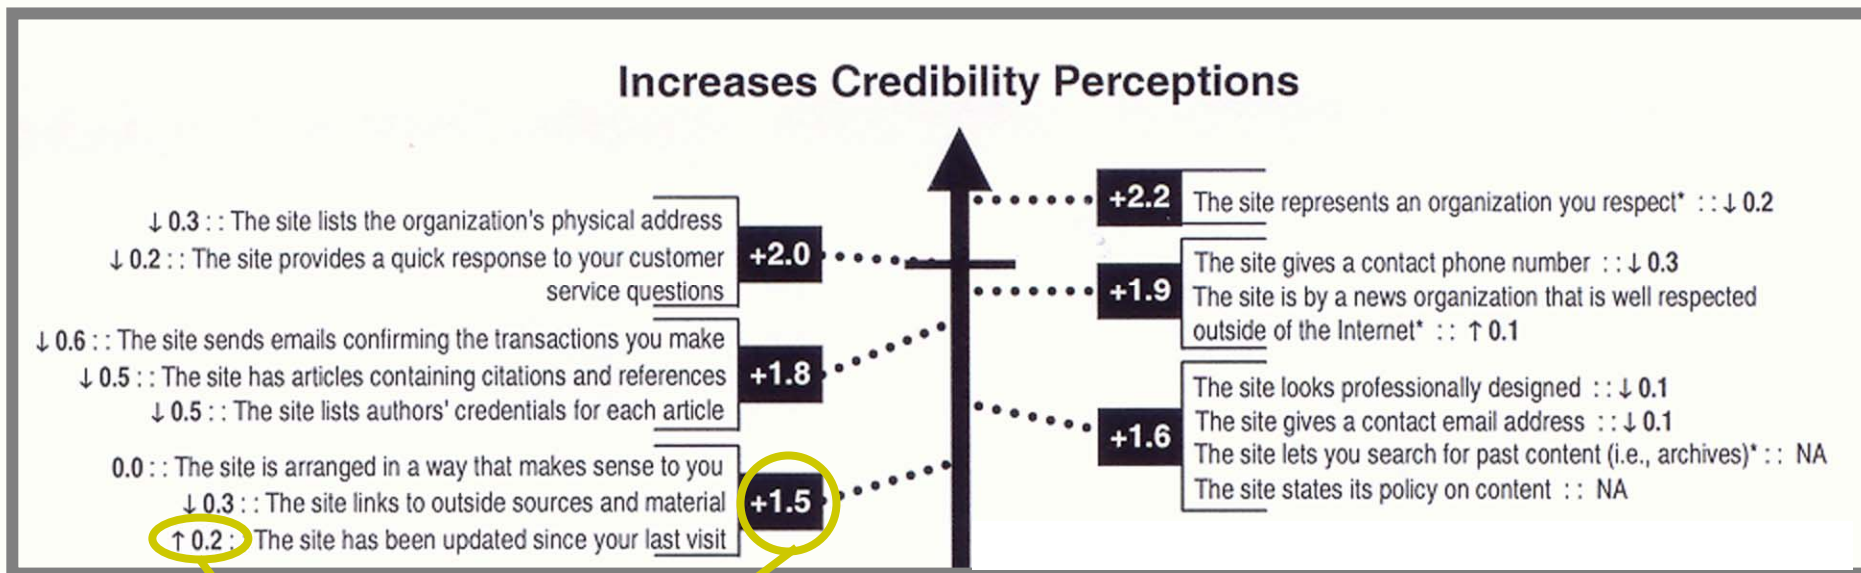 Increases Credibility Perceptions
↓ 0.3 : : The site lists the organization's physical address
↓ 0.2 : : The site provides a quick response to your customer
service questions
+2.0
↓ 0.6 : : The site sends emails confirming the transactions you make
↓ 0.5 : : The site has articles containing citations and references
↓ 0.5 : : The site lists authors' credentials for each article
+1.8
0.0 : : The site is arranged in a way that makes sense to you
↓ 0.3 : : The site links to outside sources and material
↑ 0.2 : The site has been updated since your last visit
+1.5
+2.2
The site represents an organization you respect* : : ↓ 0.2
+1.9
The site gives a contact phone number : : ↓ 0.3
The site is by a news organization that is well respected
outside of the Internet* : : ↑ 0.1
+1.6
The site looks professionally designed : : ↓ 0.1
The site gives a contact email address : : ↓ 0.1
The site lets you search for past content (i.e., archives)* : : NA
The site states its policy on content : : NA